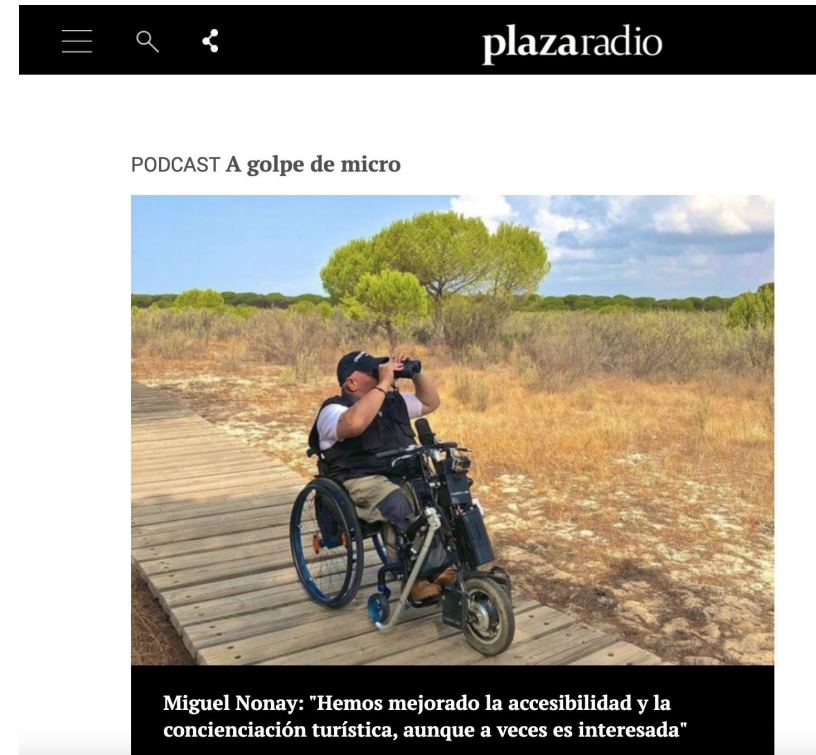 plazaradio
PODCAST A golpe de micro
Miguel Nonay: "Hemos mejorado la accesibilidad y la
concienciación turística, aunque a veces es interesada"